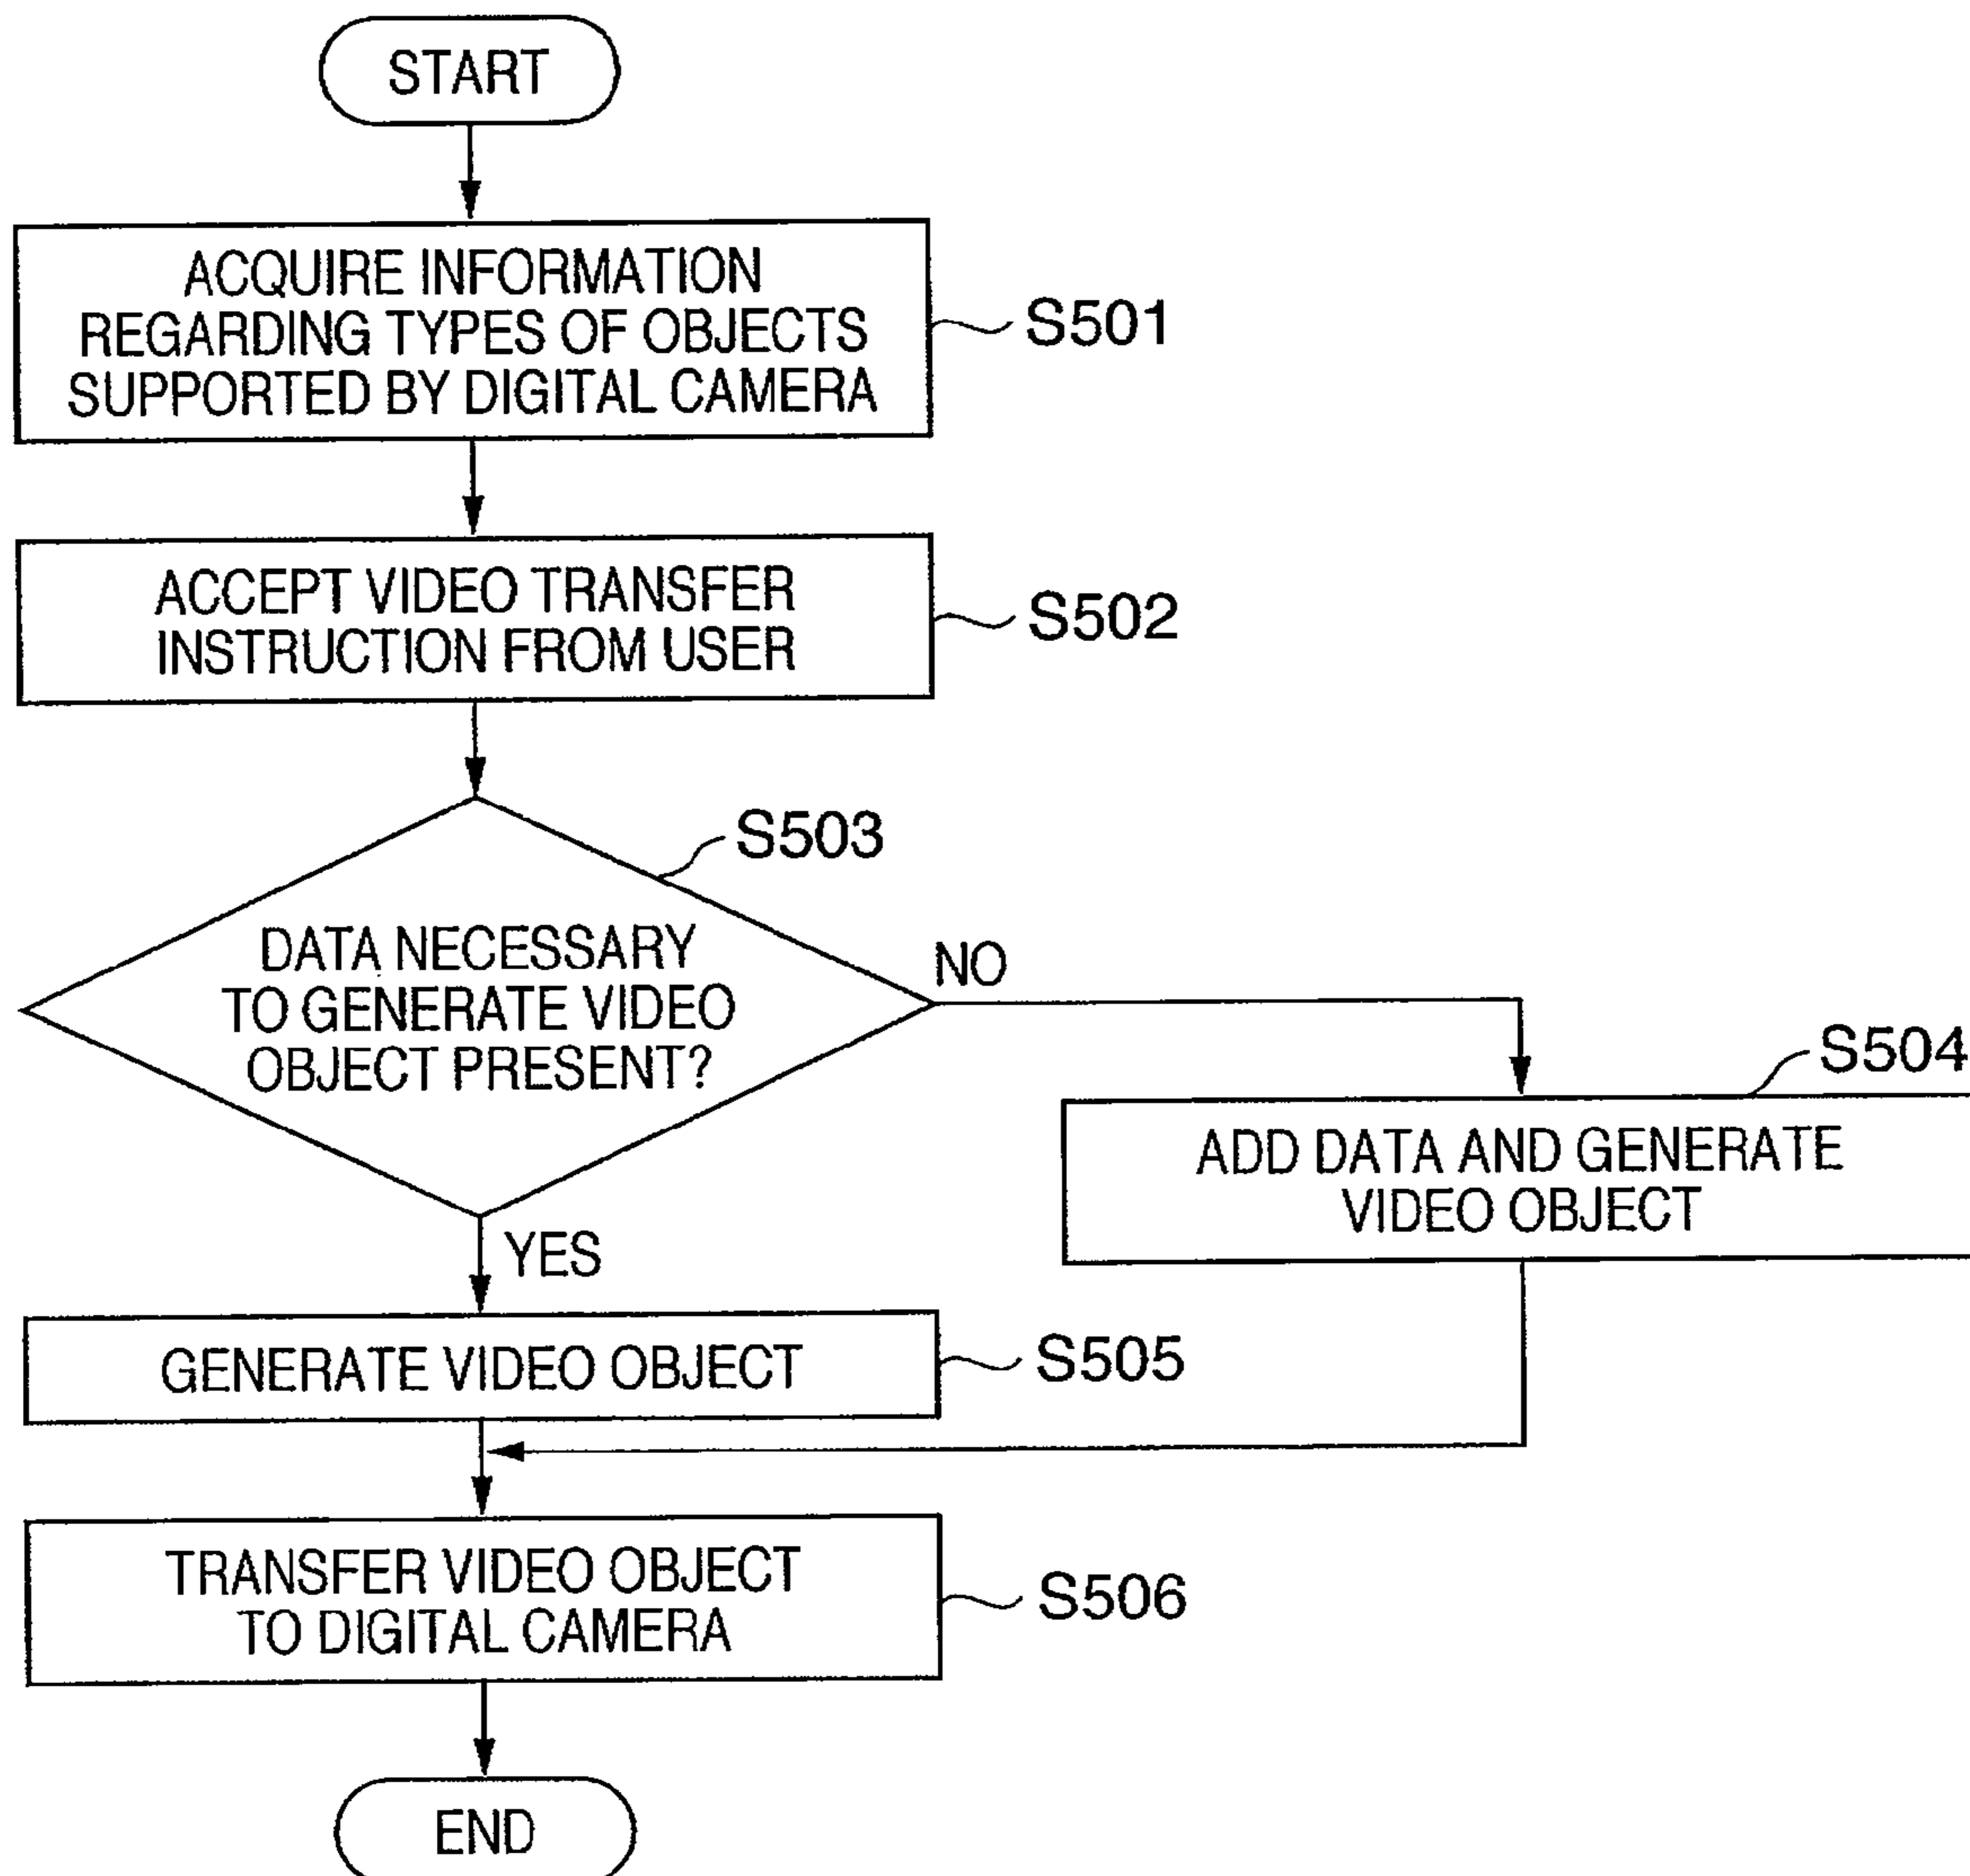 START
ACQUIRE INFORMATION
REGARDING TYPES OF OBJECTS
SUPPORTED BY DIGITAL CAMERA
S501
ACCEPT VIDEO TRANSFER
INSTRUCTION FROM USER
S502
S503
DATA NECESSARY
TO GENERATE VIDEO
OBJECT PRESENT?
NO
S504
ADD DATA AND GENERATE
VIDEO OBJECT
YES
GENERATE VIDEO OBJECT
S505
TRANSFER VIDEO OBJECT
TO DIGITAL CAMERA
S506
END